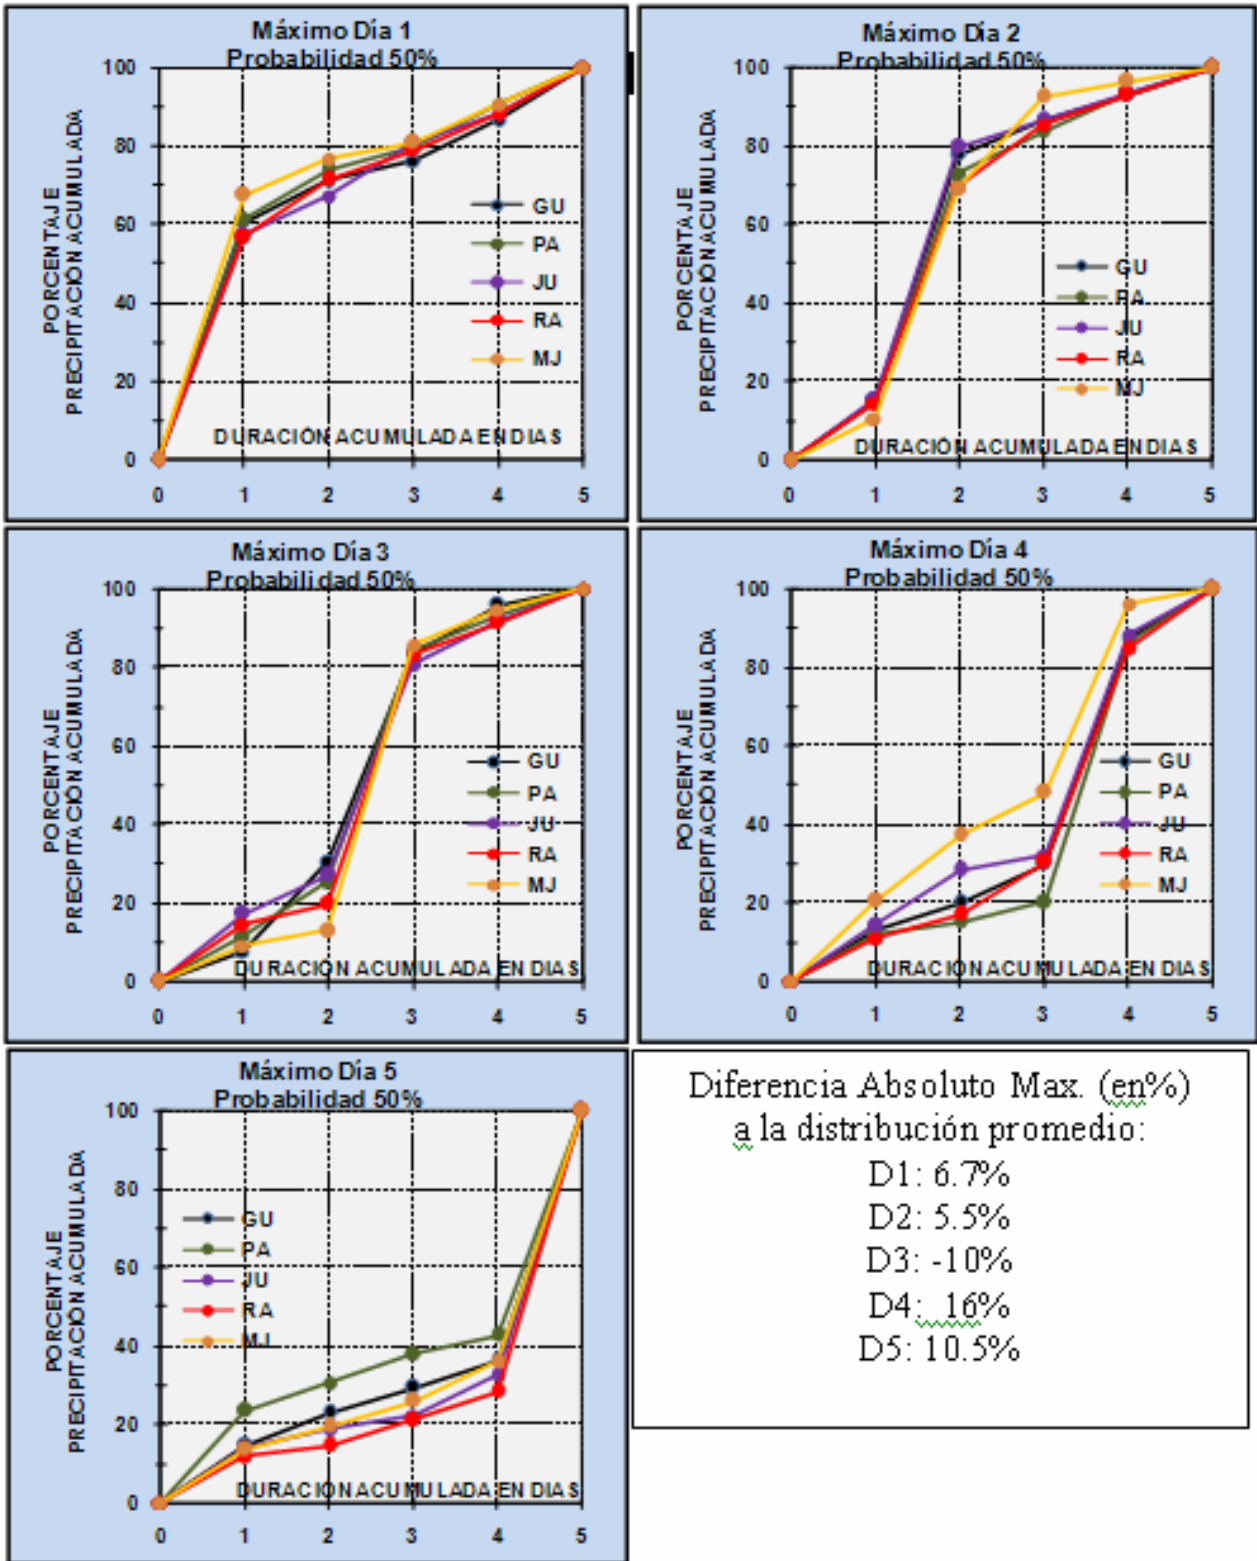 Máximo Día 1
Probabilidad 50%
PORCENTAJE
PRECIPITACIÓN ACUMULADA
100
80
60
40
20
0
GU
PA
JU
RA
MJ
DURACIÓN ACUMULADA EN DIAS
0 1 2 3 4 5
Máximo Día 2
Probabilidad 50%
PORCENTAJE
PRECIPITACIÓN ACUMULADA
100
80
60
40
20
0
GU
PA
JU
RA
MJ
DURACIÓN ACUMULADA EN DIAS
0 1 2 3 4 5
Máximo Día 3
Probabilidad 50%
PORCENTAJE
PRECIPITACIÓN ACUMULADA
100
80
60
40
20
0
GU
PA
JU
RA
MJ
DURACIÓN ACUMULADA EN DIAS
0 1 2 3 4 5
Máximo Día 4
Probabilidad 50%
PORCENTAJE
PRECIPITACIÓN ACUMULADA
100
80
60
40
20
0
GU
PA
JU
RA
MJ
DURACIÓN ACUMULADA EN DIAS
0 1 2 3 4 5
Máximo Día 5
Probabilidad 50%
PORCENTAJE
PRECIPITACIÓN ACUMULADA
100
80
60
40
20
0
GU
PA
JU
RA
MJ
DURACIÓN ACUMULADA EN DIAS
0 1 2 3 4 5
Diferencia Absoluto Max. (en%)
a la distribución promedio:
D1: 6.7%
D2: 5.5%
D3: -10%
D4: 16%
D5: 10.5%